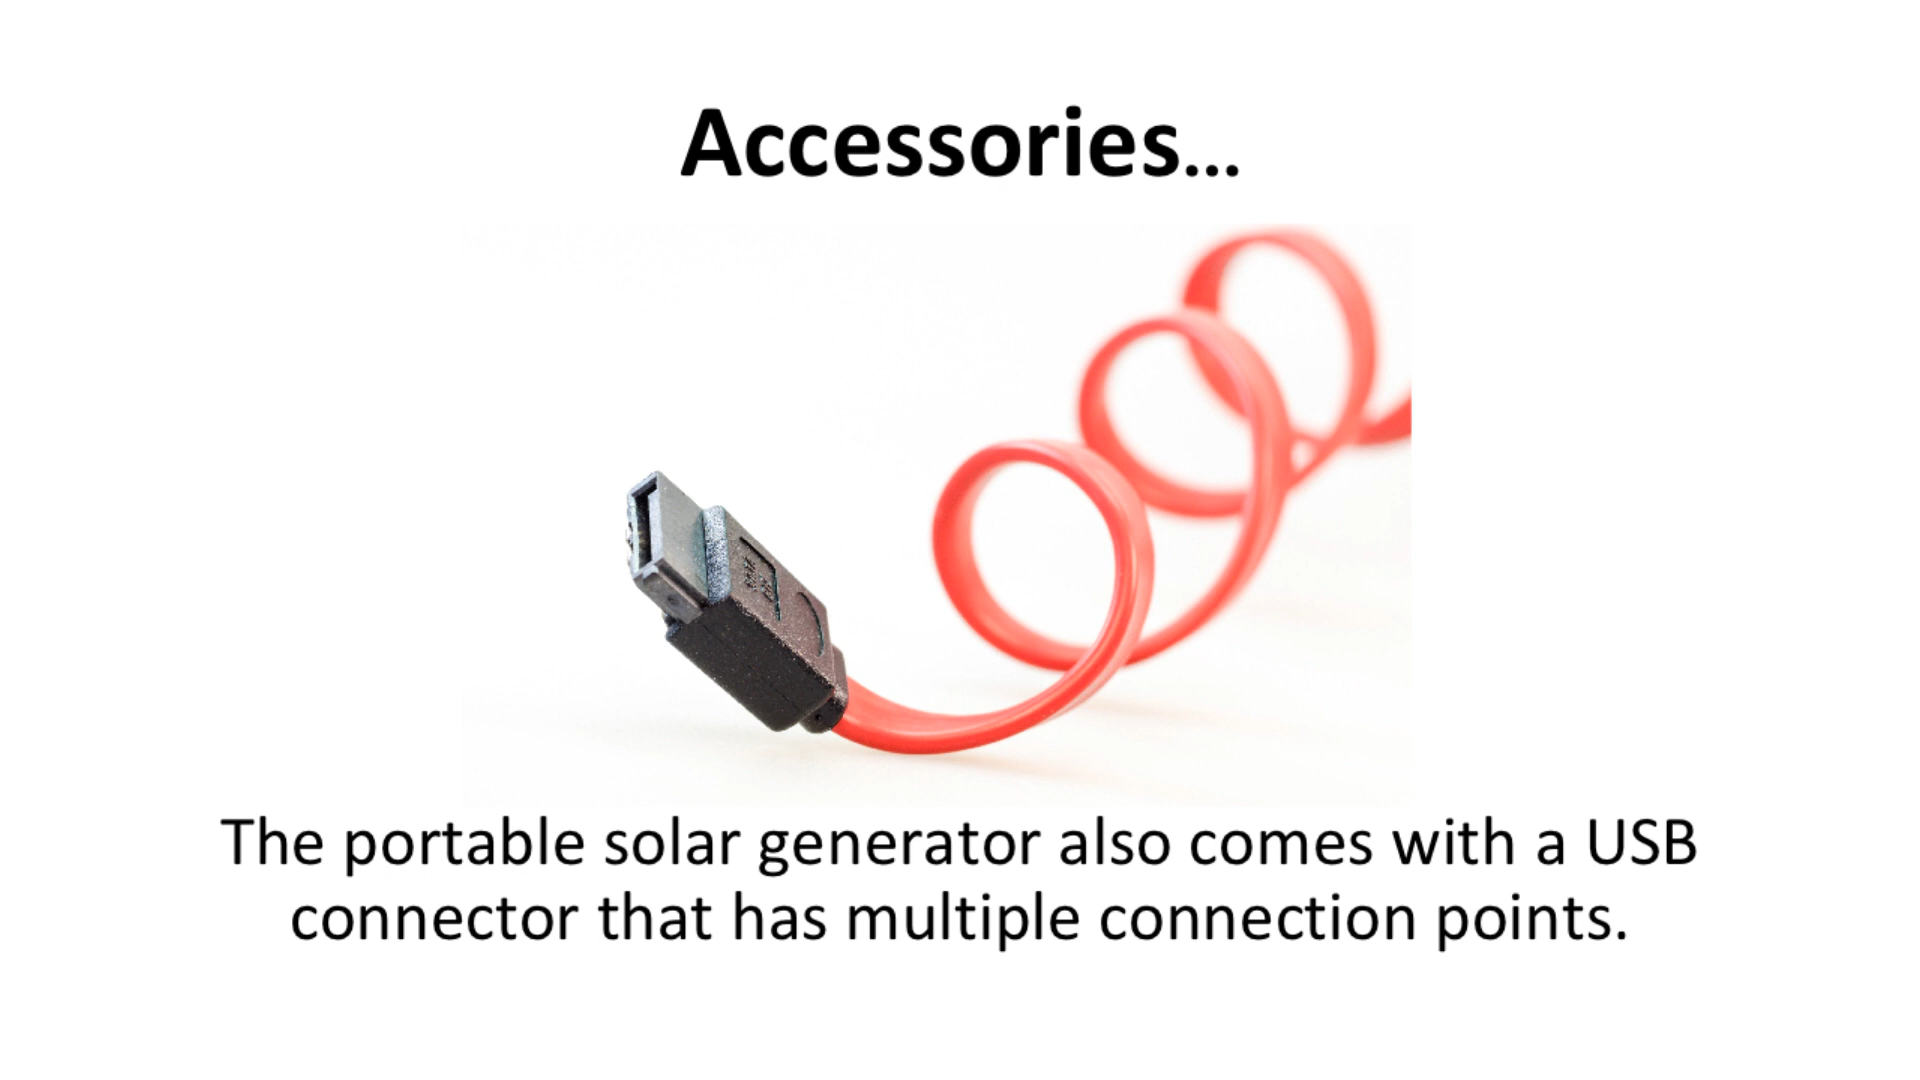 Accessories...
The portable solar generator also comes with a USB
connector that has multiple connection points.